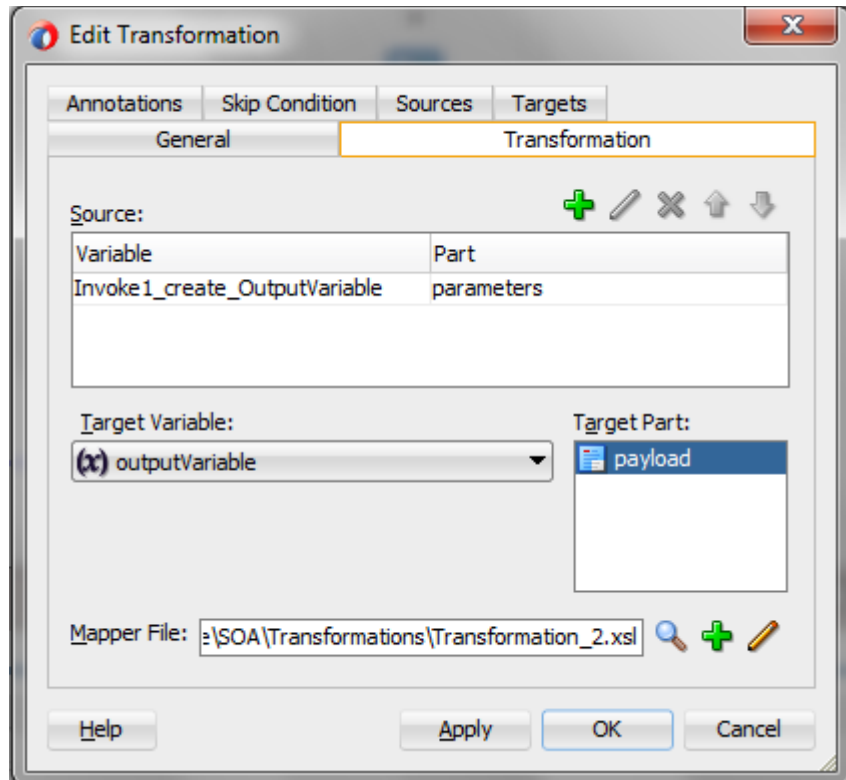 Edit Transformation
Annotations Skip Condition Sources Targets
General Transformation
Source:
Variable Part
Invoke1_create_OutputVariable parameters
Target Variable: Target Part:
(x) outputVariable payload
Mapper File: e\SOA\Transformations\Transformation_2.xsl
Help Apply OK Cancel